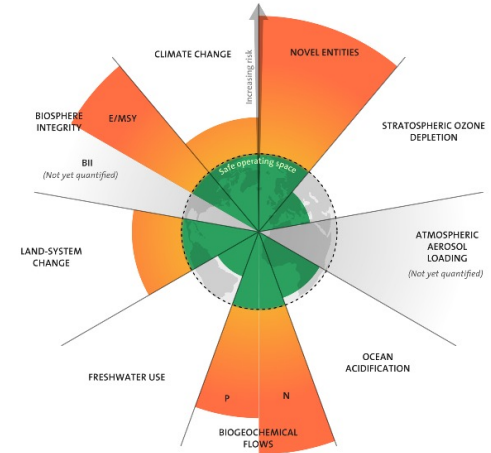 CLIMATE CHANGE
NOVEL ENTITIES
Increasing risk
BIOSPHERE
INTEGRITY
E/MSY
STRATOSPHERIC OZONE
DEPLETION
BII
(Not yet quantified)
Safe operating space
LAND-SYSTEM
CHANGE
ATMOSPHERIC
AEROSOL
LOADING
(Not yet quantified)
FRESHWATER USE
OCEAN
ACIDIFICATION
P
N
BIOGEOCHEMICAL
FLOWS